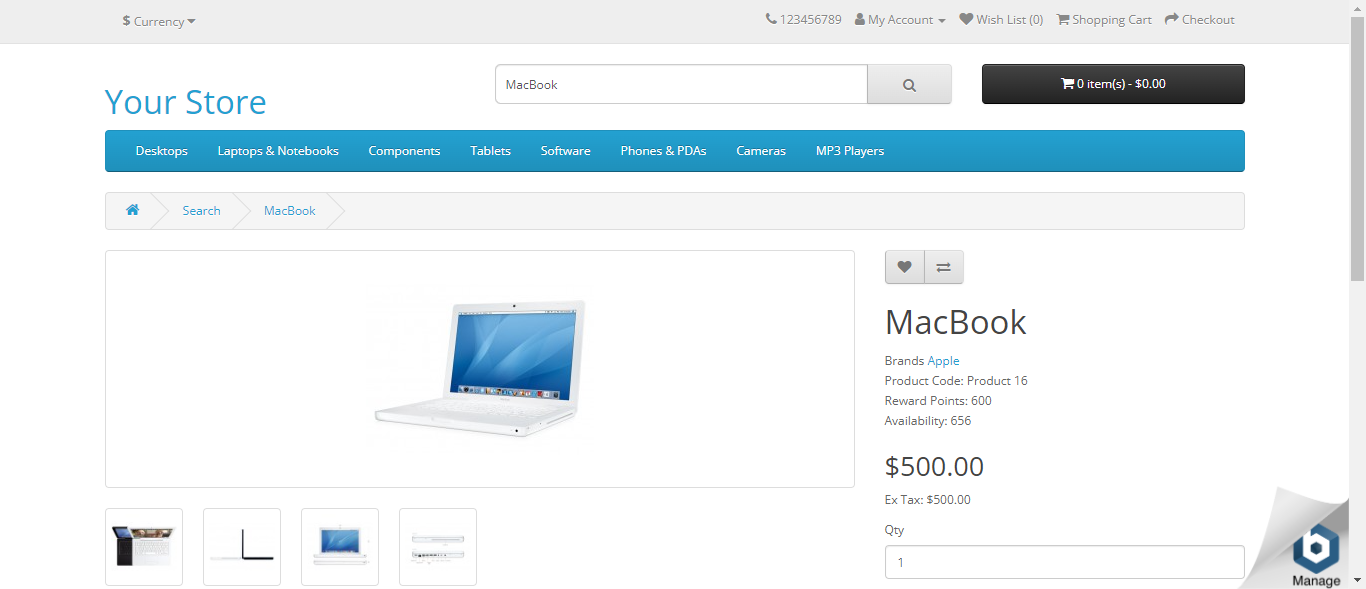 $ Currency
123456789 My Account Wish List (0) Shopping Cart Checkout
Your Store
MacBook
0 item(s) - $0.00
Desktops Laptops & Notebooks Components Tablets Software Phones & PDAs Cameras MP3 Players
Search MacBook
MacBook
Brands Apple
Product Code: Product 16
Reward Points: 600
Availability: 656
$500.00
Ex Tax: $500.00
Qty
1
Manage